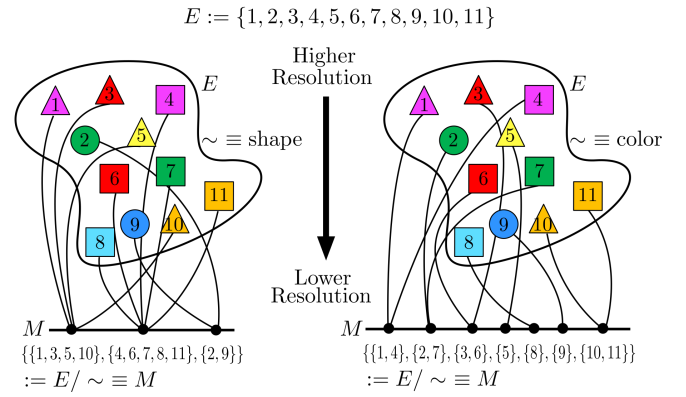 E := {1, 2, 3, 4, 5, 6, 7, 8, 9, 10, 11}
Higher
Resolution
Lower
Resolution
E
∼ ≡ shape
1
3
4
2
5
6
7
11
8
9
10
M
{{1, 3, 5, 10}, {4, 6, 7, 8, 11}, {2, 9}}
:= E/ ∼ ≡ M
E
∼ ≡ color
1
3
4
2
5
6
7
11
8
9
10
M
{{1, 4}, {2, 7}, {3, 6}, {5}, {8}, {9}, {10, 11}}
:= E/ ∼ ≡ M